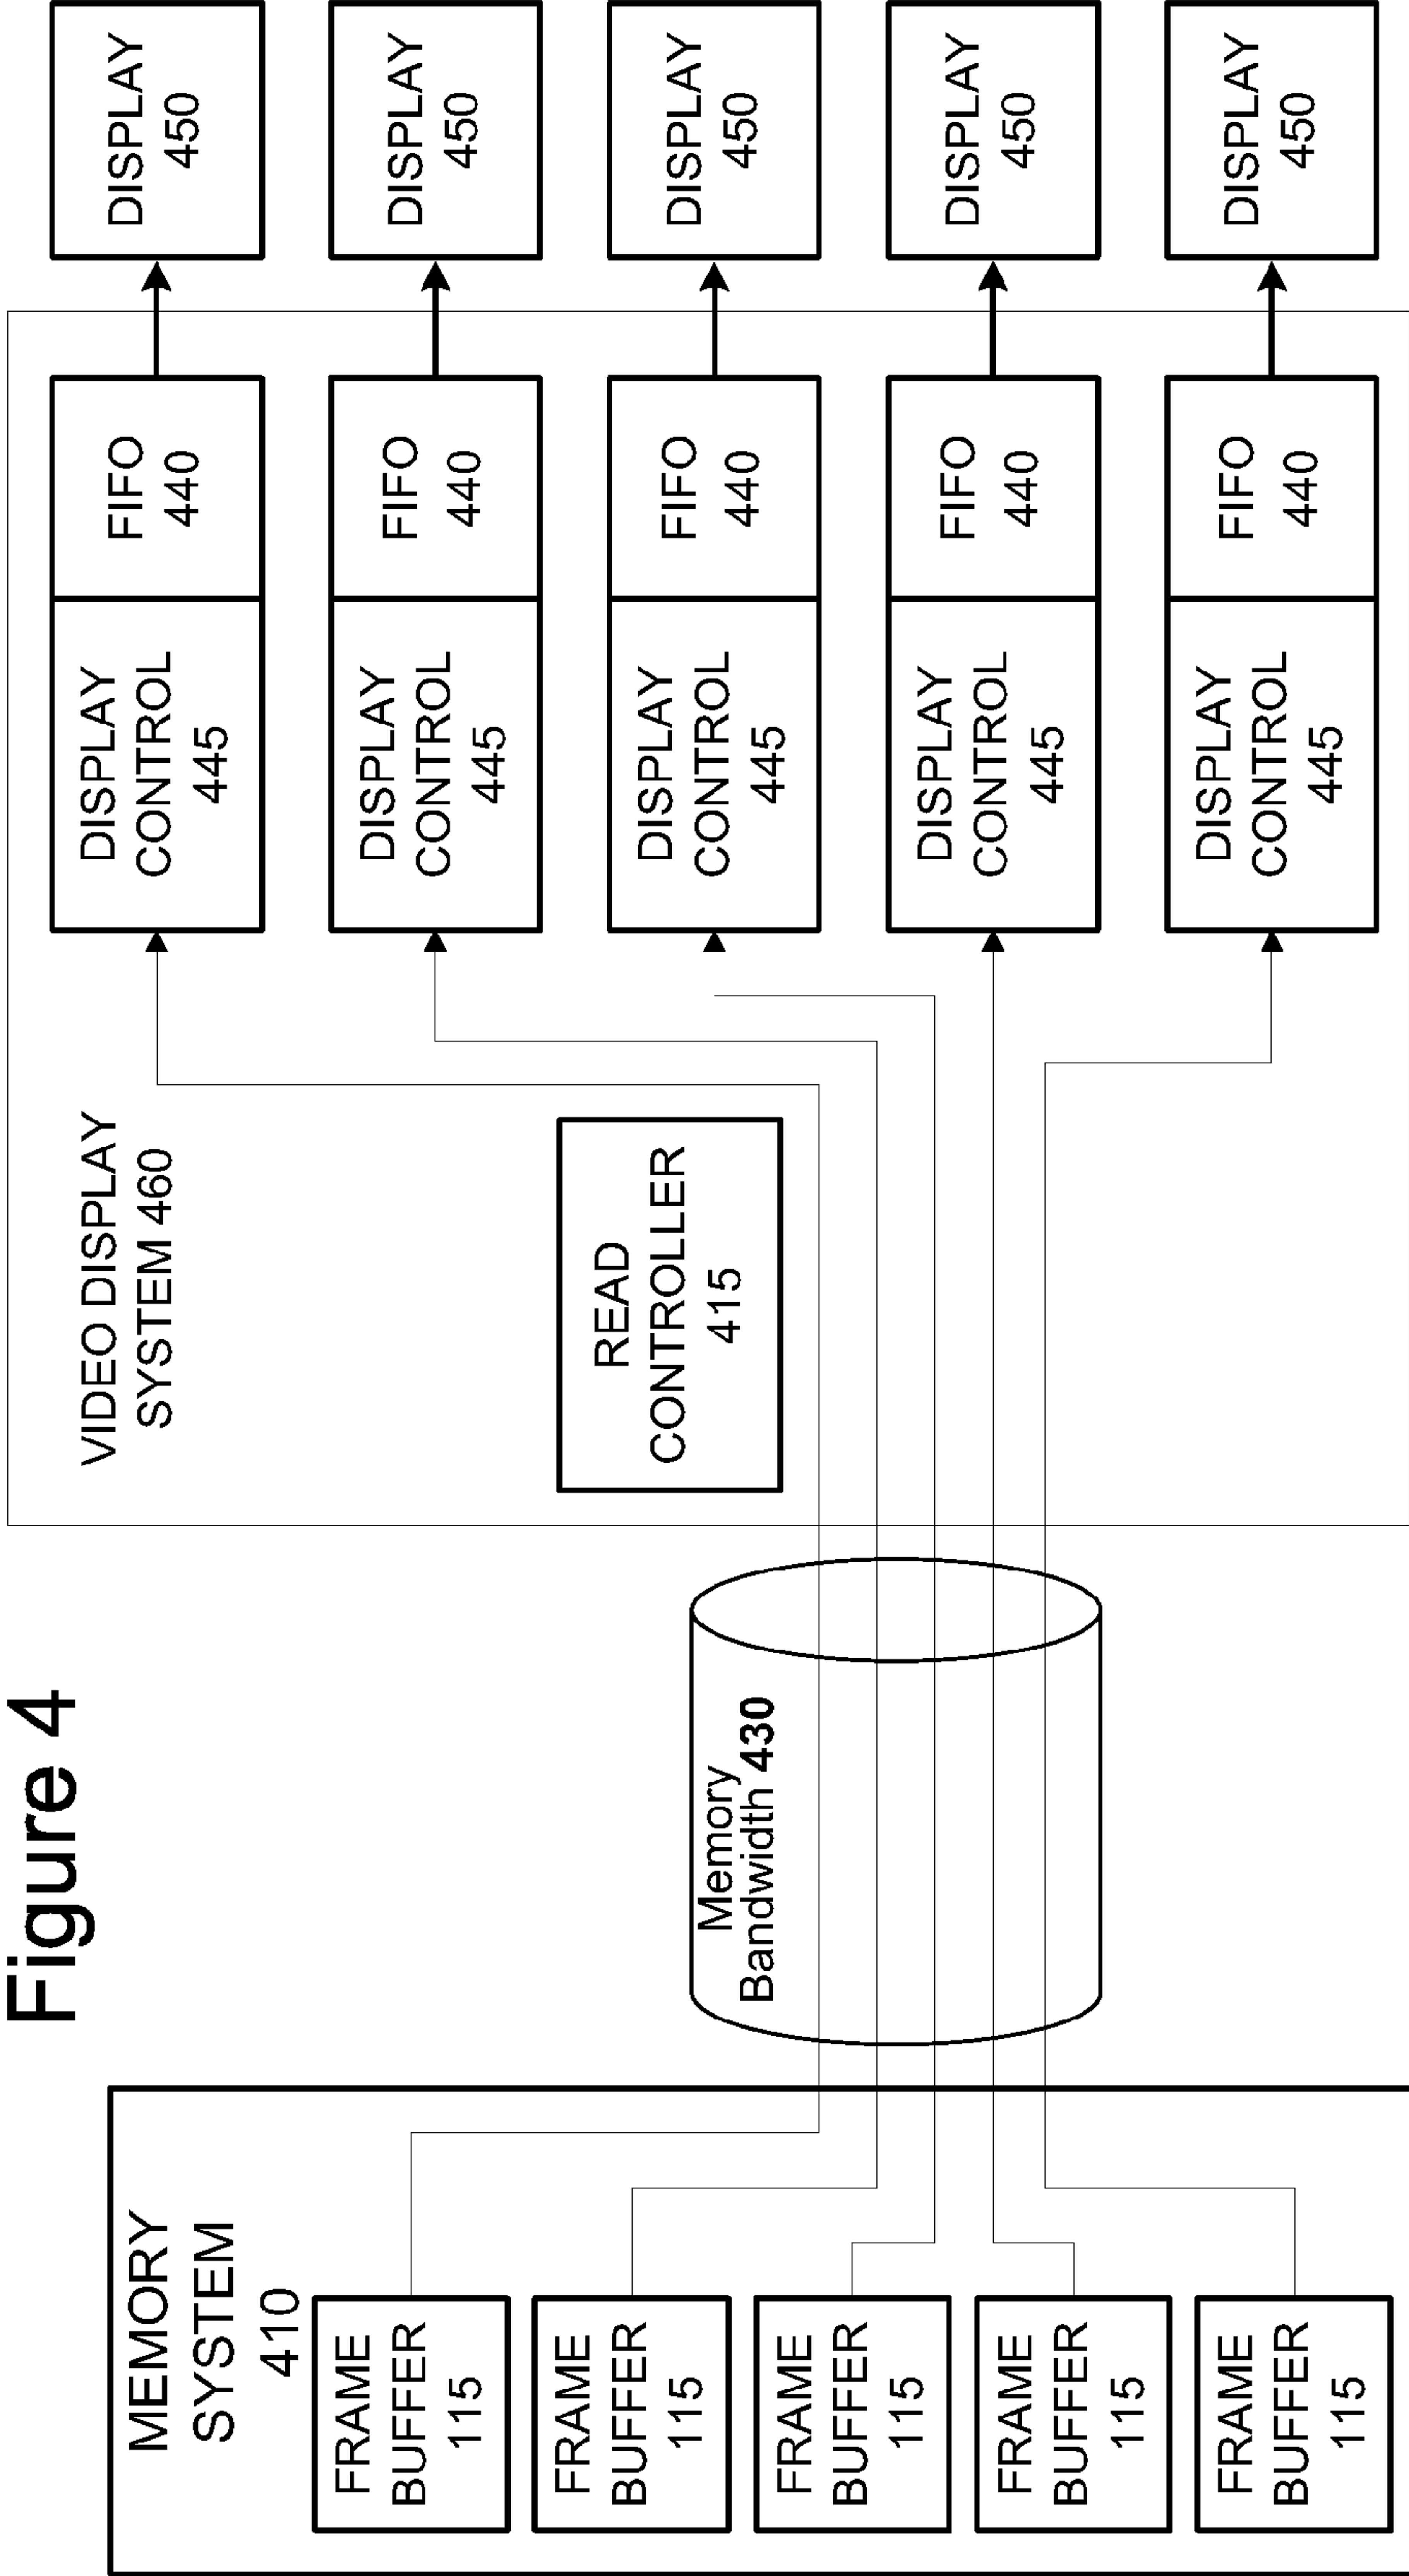 Figure 4
MEMORY
SYSTEM
410
FRAME
BUFFER
115
FRAME
BUFFER
115
FRAME
BUFFER
115
FRAME
BUFFER
115
FRAME
BUFFER
115
Memory
Bandwidth 430
VIDEO DISPLAY
SYSTEM 460
READ
CONTROLLER
415
DISPLAY
CONTROL
445
FIFO
440
DISPLAY
450
DISPLAY
CONTROL
445
FIFO
440
DISPLAY
450
DISPLAY
CONTROL
445
FIFO
440
DISPLAY
450
DISPLAY
CONTROL
445
FIFO
440
DISPLAY
450
DISPLAY
CONTROL
445
FIFO
440
DISPLAY
450